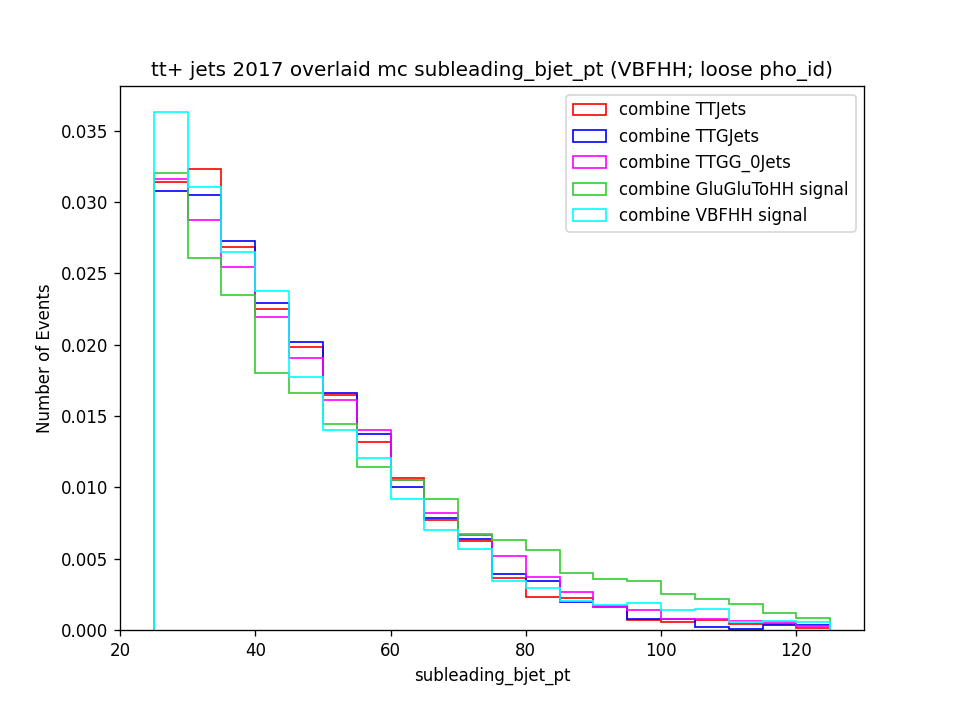 tt+ jets 2017 overlaid mc subleading_bjet_pt (VBFHH; loose pho_id)
combine TTJets
combine TTGJets
combine TTGG_0Jets
combine GluGluToHH signal
combine VBFHH signal
Number of Events
0.035
0.030
0.025
0.020
0.015
0.010
0.005
0.000
20
40
60
80
100
120
subleading_bjet_pt